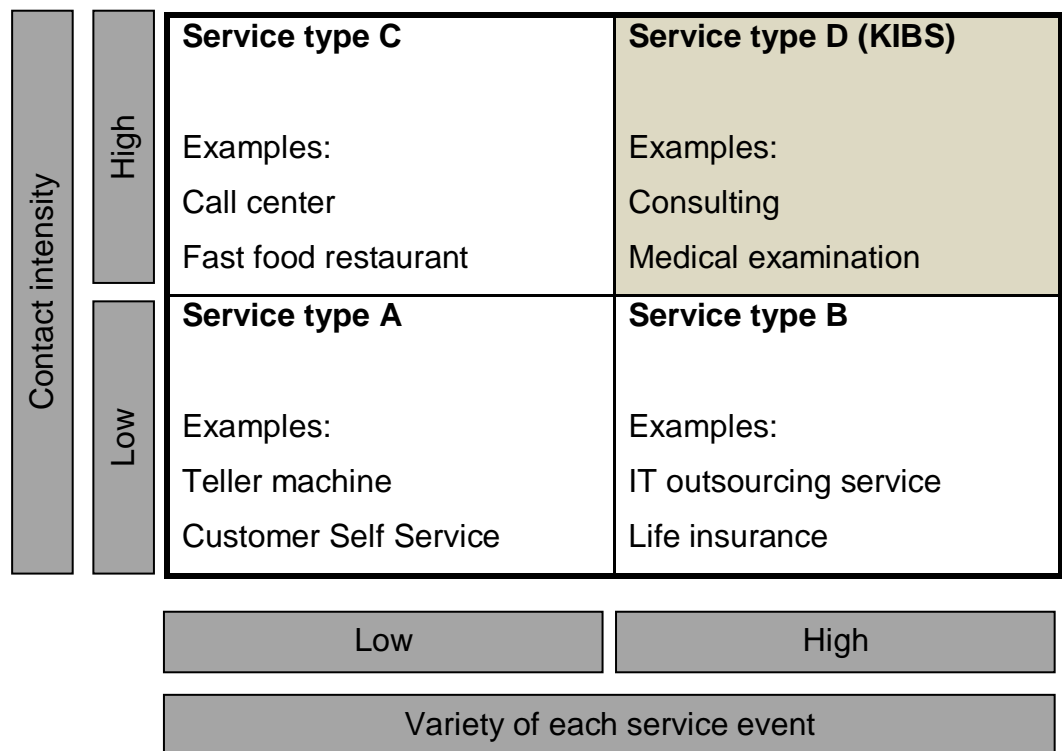 Contact intensity
High
Service type C
Examples:
Call center
Fast food restaurant
Service type D (KIBS)
Examples:
Consulting
Medical examination
Low
Service type A
Examples:
Teller machine
Customer Self Service
Service type B
Examples:
IT outsourcing service
Life insurance
Low
High
Variety of each service event